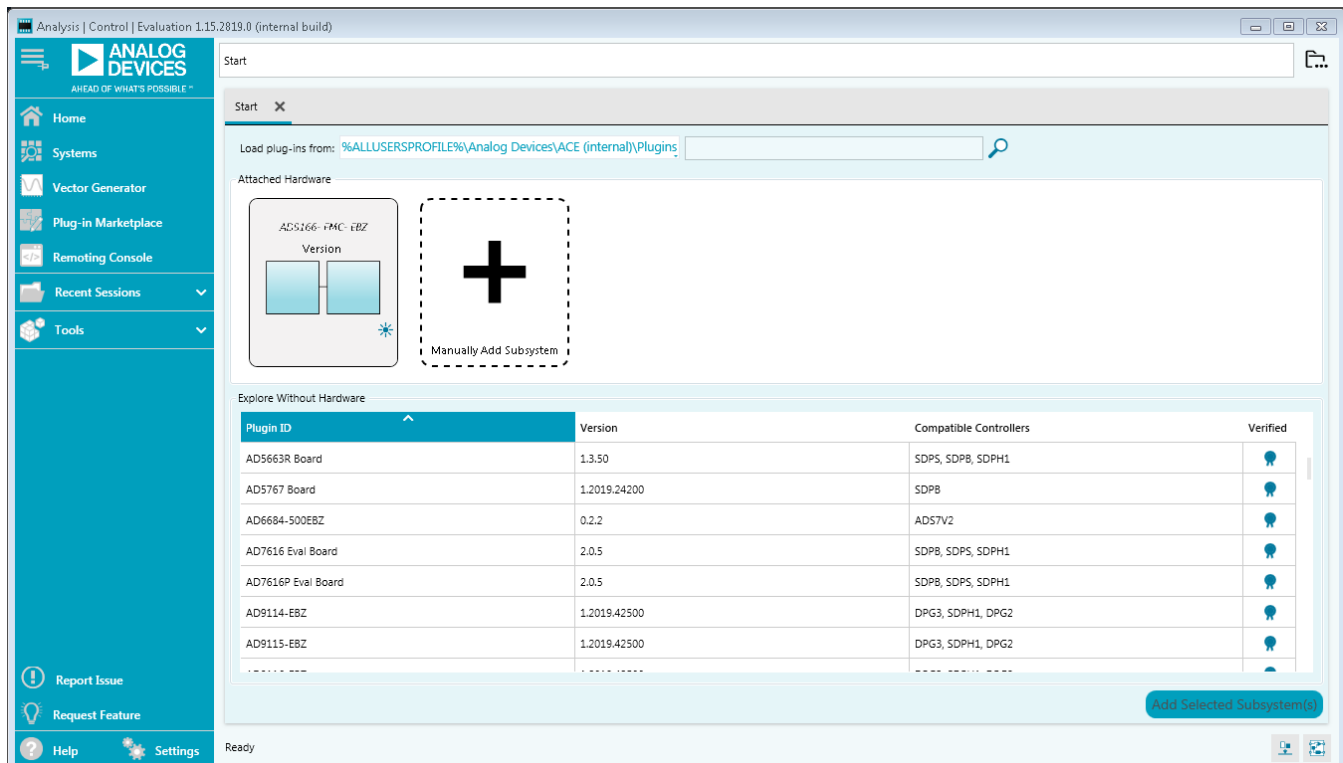 Analysis | Control | Evaluation 1.15.2819.0 (internal build)
ANALOG
DEVICES
AHEAD OF WHAT'S POSSIBLE™
Start
Home
Systems
Vector Generator
Plug-in Marketplace
Remoting Console
Recent Sessions
Tools
Start
Load plug-ins from: %ALLUSERSPROFILE%\Analog Devices\ACE (internal)\Plugins
Attached Hardware
FMC-EBZ
Version
Manually Add Subsystem
Explore Without Hardware
Plugin ID Version Compatible Controllers Verified
AD5663R Board 1.3.50 SDPS, SDPB, SDPH1
AD5767 Board 1.2019.24200 SDPB
AD6684-500EBZ 0.2.2 ADS7V2
AD7616 Eval Board 2.0.5 SDPB, SDPS, SDPH1
AD7616P Eval Board 2.0.5 SDPB, SDPS, SDPH1
AD9114-EBZ 1.2019.42500 DPG3, SDPH1, DPG2
AD9115-EBZ 1.2019.42500 DPG3, SDPH1, DPG2
Add Selected Subsystem(s)
Report Issue
Request Feature
Help Settings
Ready